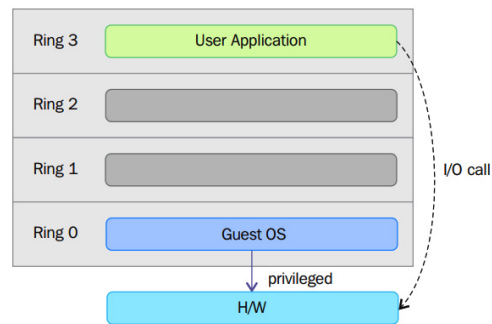 Ring 3
User Application
Ring 2
Ring 1
I/O call
Ring 0
Guest OS
privileged
H/W